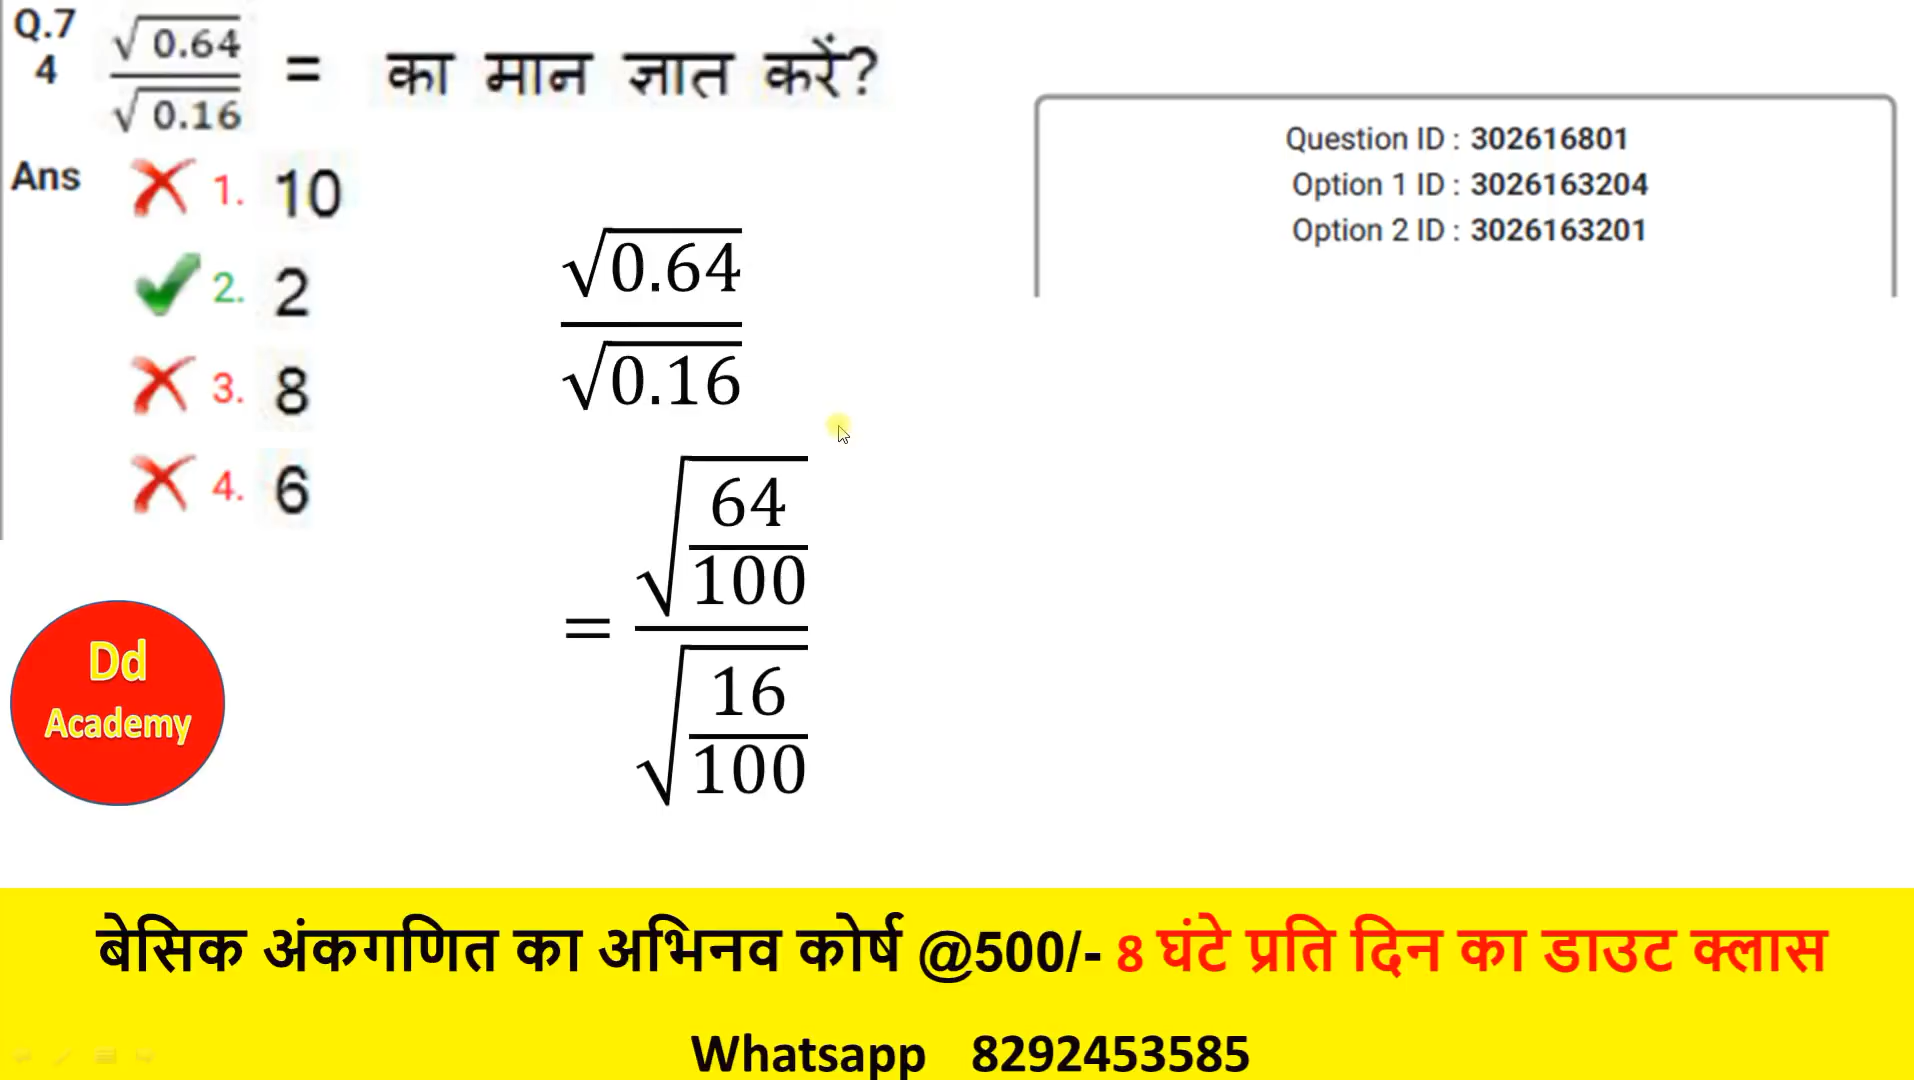 Q.7
4
√0.64
√0.16
= का मान ज्ञात करें?
Ans
1. 10
2. 2
3. 8
4. 6
Question ID : 302616801
Option 1 ID : 3026163204
Option 2 ID : 3026163201
√0.64
√0.16
=
√64/100
√16/100
Dd
Academy
बेसिक अंकगणित का अभिनव कोर्ष @500/- 8 घंटे प्रति दिन का डाउट क्लास
Whatsapp 8292453585